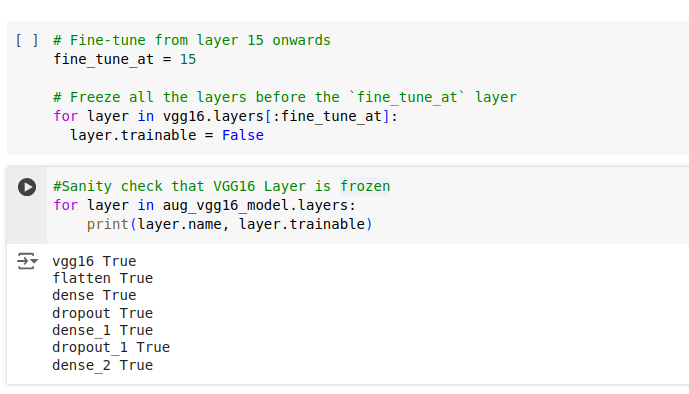 [ ] # Fine-tune from layer 15 onwards
fine_tune_at = 15
# Freeze all the layers before the `fine_tune_at` layer
for layer in vgg16.layers[:fine_tune_at]:
  layer.trainable = False
#Sanity check that VGG16 Layer is frozen
for layer in aug_vgg16_model.layers:
    print(layer.name, layer.trainable)
vgg16 True
flatten True
dense True
dropout True
dense_1 True
dropout_1 True
dense_2 True